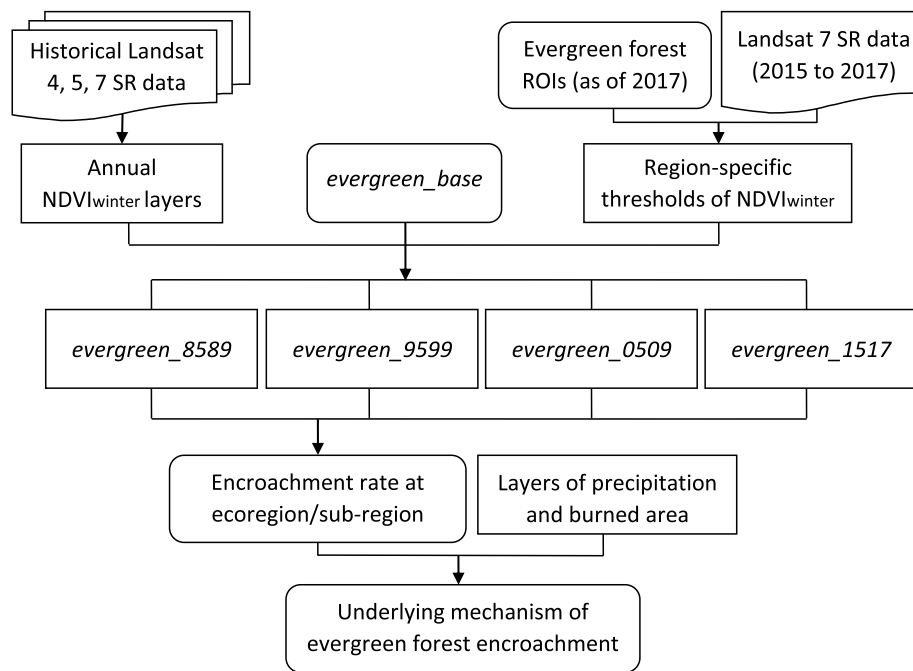 Historical Landsat
4, 5, 7 SR data
Evergreen forest
ROIs (as of 2017)
Landsat 7 SR data
(2015 to 2017)
Annual
NDVIwinter layers
evergreen_base
Region-specific
thresholds of NDVIwinter
evergreen_8589
evergreen_9599
evergreen_0509
evergreen_1517
Encroachment rate at
ecoregion/sub-region
Layers of precipitation
and burned area
Underlying mechanism of
evergreen forest encroachment